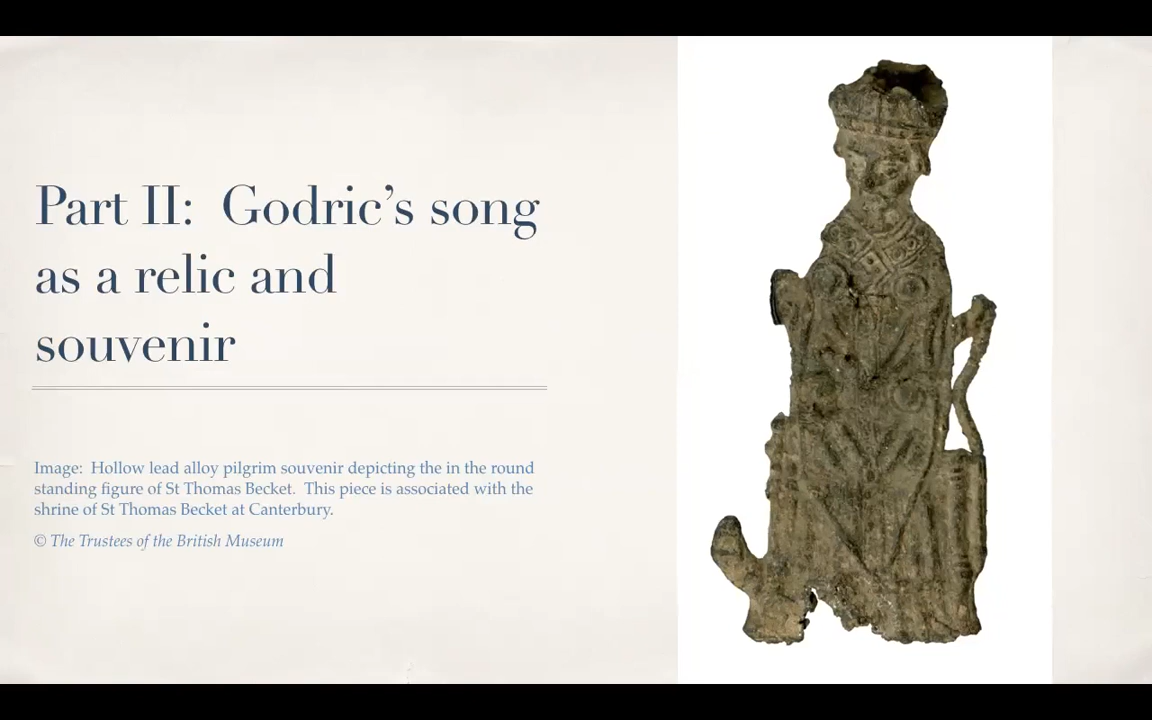 Part II:  Godric’s song
as a relic and
souvenir
Image:  Hollow lead alloy pilgrim souvenir depicting the in the round
standing figure of St Thomas Becket.  This piece is associated with the
shrine of St Thomas Becket at Canterbury.
© The Trustees of the British Museum